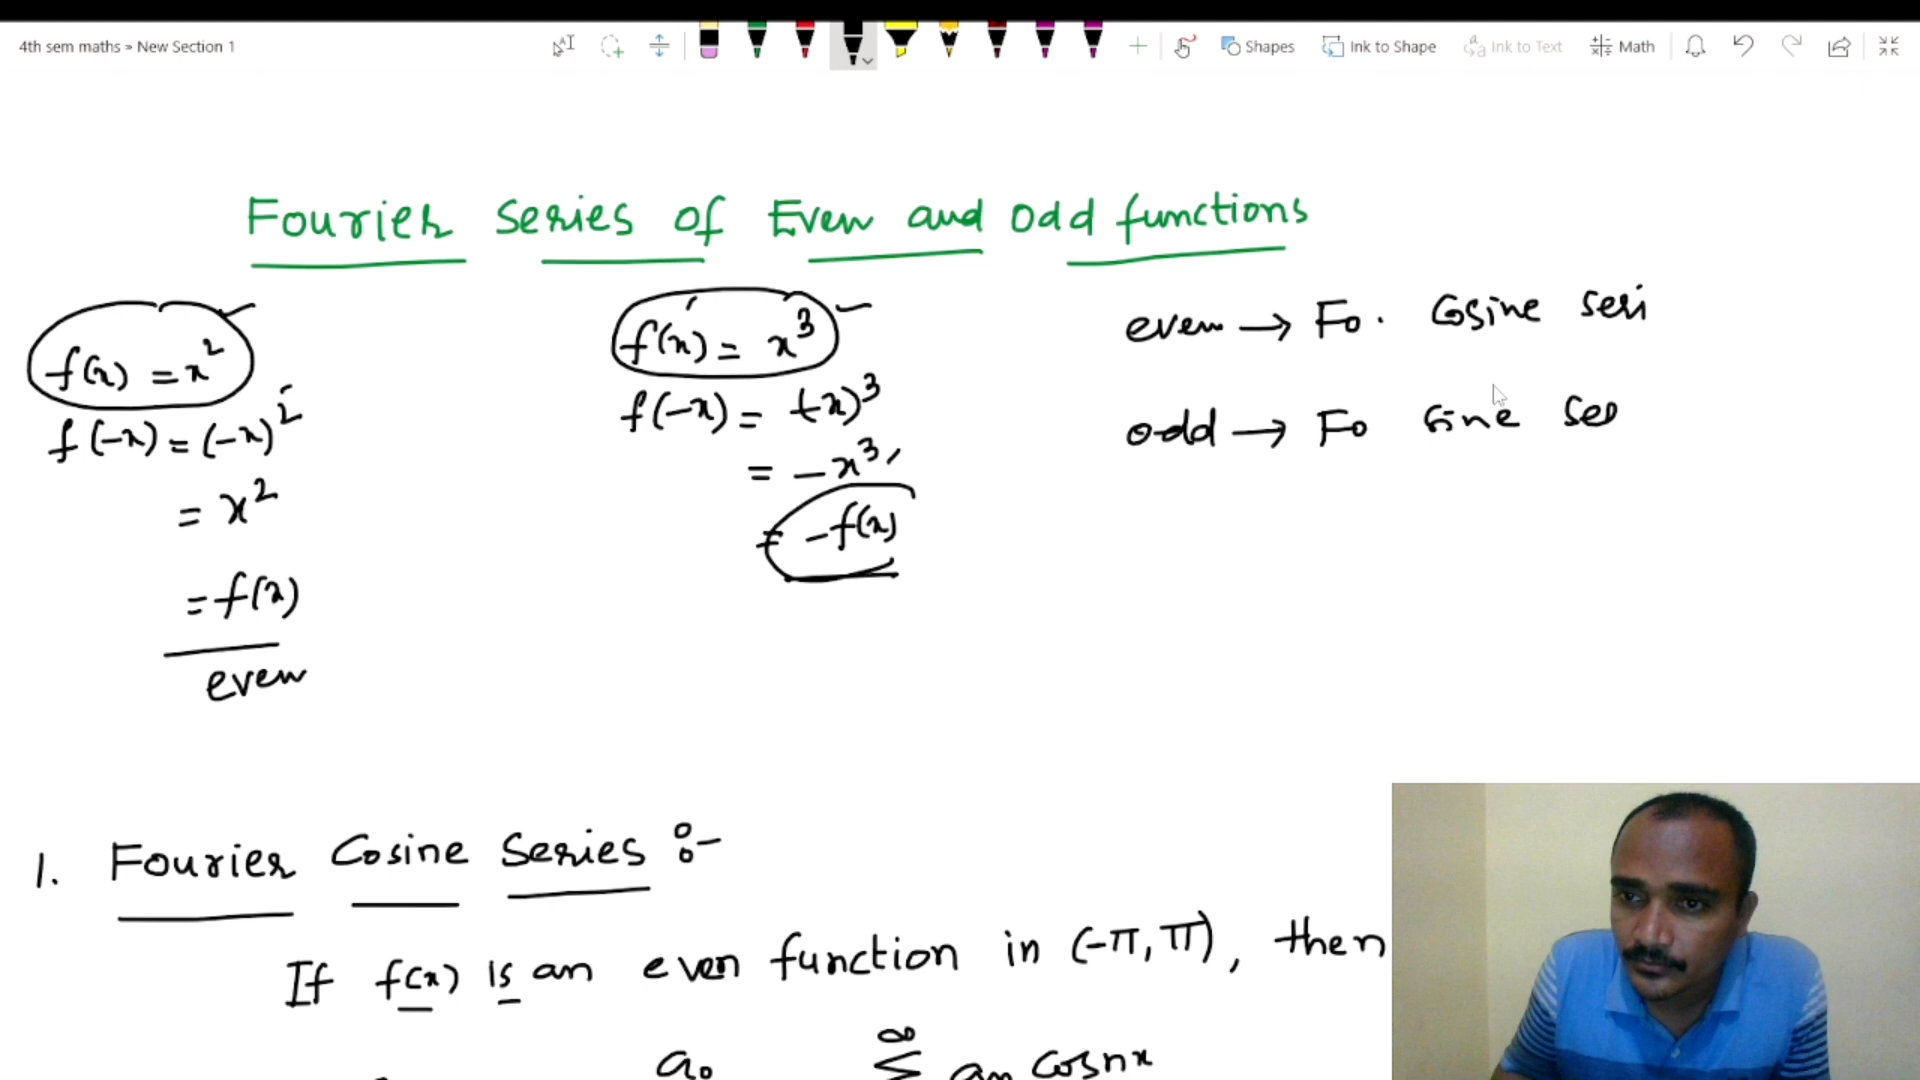 4th sem maths » New Section 1
Shapes
Ink to Shape
Ink to Text
Math
Fourier series of Even and odd functions
f(x) = x²
f(-x) = (-x)²
= x²
= f(x)
even
f(x) = x³
f(-x) = (-x)³
= -x³
= -f(x)
even → Fo. Cosine seri
odd → Fo sine
1. Fourier Cosine Series :-
If f(x) is an even function in (-π, π), then
a₀ ∞ Σ aₙ cosnx